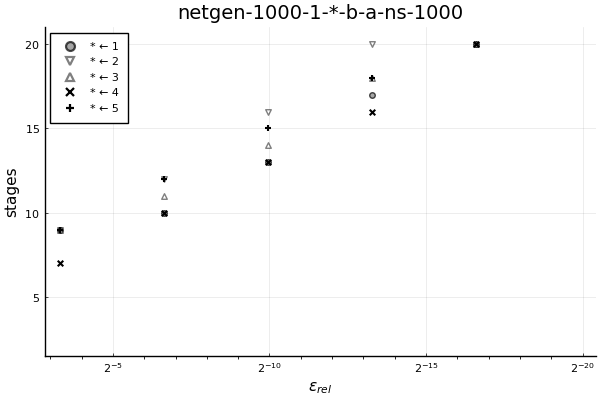 netgen-1000-1-*-b-a-ns-1000
20
15
10
5
stages
* ← 1
* ← 2
* ← 3
* ← 4
* ← 5
2⁻⁵ 2⁻¹⁰ 2⁻¹⁵ 2⁻²⁰
ε_rel